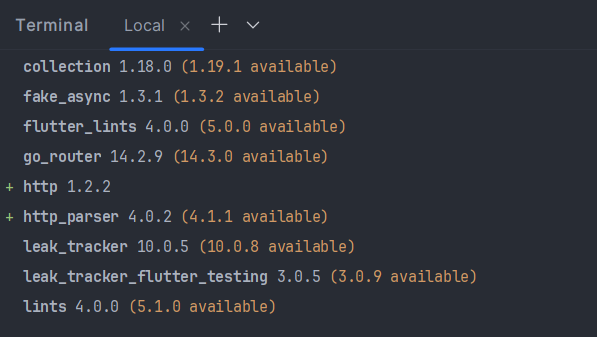 Terminal Local × + ∨
collection 1.18.0 (1.19.1 available)
fake_async 1.3.1 (1.3.2 available)
flutter_lints 4.0.0 (5.0.0 available)
go_router 14.2.9 (14.3.0 available)
+ http 1.2.2
+ http_parser 4.0.2 (4.1.1 available)
leak_tracker 10.0.5 (10.0.8 available)
leak_tracker_flutter_testing 3.0.5 (3.0.9 available)
lints 4.0.0 (5.1.0 available)